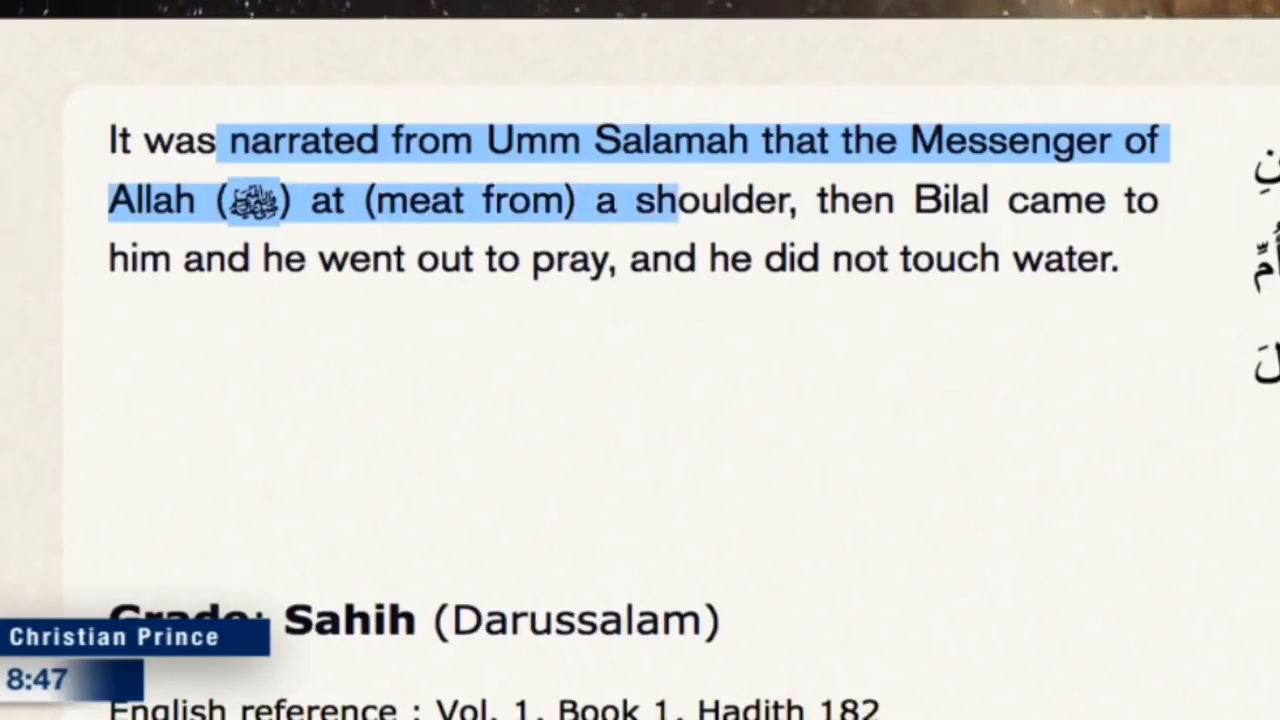 It was narrated from Umm Salamah that the Messenger of
Allah (ﷺ) at (meat from) a shoulder, then Bilal came to
him and he went out to pray, and he did not touch water.
Grade: Sahih (Darussalam)
Christian Prince
8:47
English reference : Vol. 1, Book 1, Hadith 182